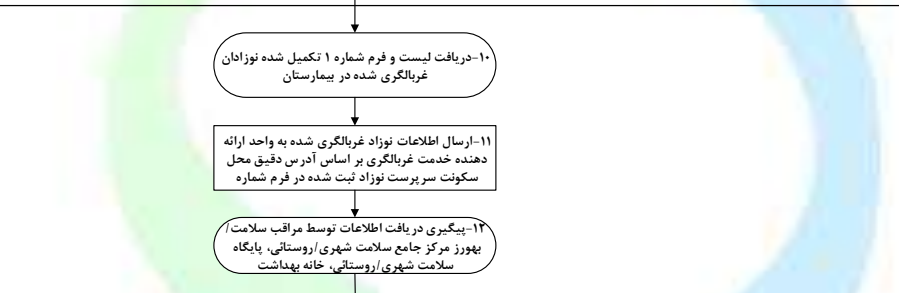 ۱۰-دریافت لیست و فرم شماره ۱ تکمیل شده نوزادان
غربالگری شده در بیمارستان
۱۱-ارسال اطلاعات نوزاد غربالگری شده به واحد ارائه
دهنده خدمت غربالگری بر اساس آدرس دقیق محل
سکونت سرپرست نوزاد ثبت شده در فرم شماره
۱۲-پیگیری دریافت اطلاعات توسط مراقب سلامت/
بهورز مرکز جامع سلامت شهری/روستائی، پایگاه
سلامت شهری/روستائی، خانه بهداشت